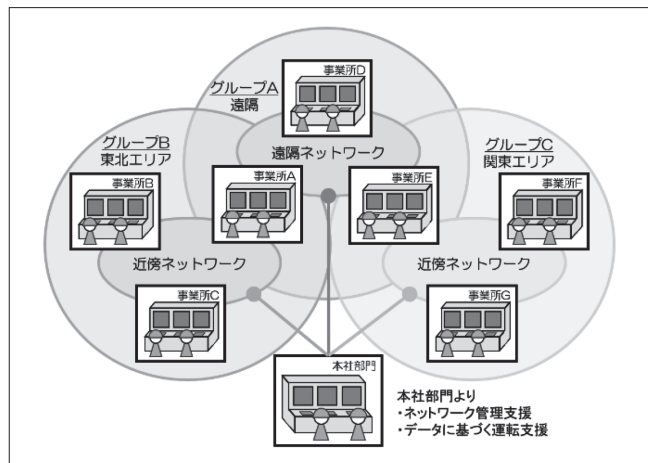 事業所D
グループA
遠隔
グループB
東北エリア
遠隔ネットワーク
グループC
関東エリア
事業所B
事業所A
事業所E
事業所F
近傍ネットワーク
近傍ネットワーク
事業所C
事業所G
本社部門
本社部門より
・ネットワーク管理支援
・データに基づく運転支援